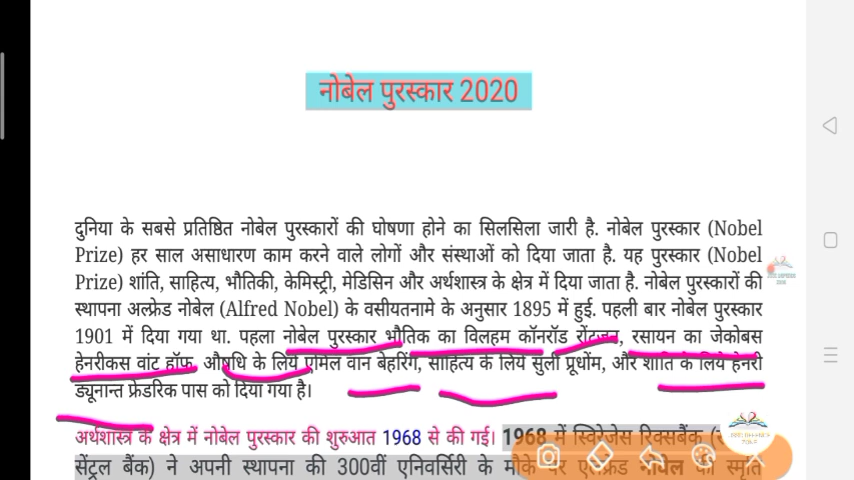 नोबेल पुरस्कार 2020
दुनिया के सबसे प्रतिष्ठित नोबेल पुरस्कारों की घोषणा होने का सिलसिला जारी है. नोबेल पुरस्कार (Nobel
Prize) हर साल असाधारण काम करने वाले लोगों और संस्थाओं को दिया जाता है. यह पुरस्कार (Nobel
Prize) शांति, साहित्य, भौतिकी, केमिस्ट्री, मेडिसिन और अर्थशास्त्र के क्षेत्र में दिया जाता है. नोबेल पुरस्कारों की
स्थापना अल्फ्रेड नोबेल (Alfred Nobel) के वसीयतनामे के अनुसार 1895 में हुई. पहली बार नोबेल पुरस्कार
1901 में दिया गया था. पहला नोबेल पुरस्कार भौतिक का विलहम कॉनरॉड रोंटजन, रसायन का जेकोबस
हेनरीकस वांट हॉफ, औषधि के लिये एमिल वान बेहरिंग, साहित्य के लिये सुली प्रूधोंम, और शांति के लिये हेनरी
ड्यूनान्त फ्रेडरिक पास को दिया गया है।
अर्थशास्त्र के क्षेत्र में नोबेल पुरस्कार की शुरुआत 1968 से की गई। 1968 में स्विरेजेस रिक्सबैंक
सेंट्रल बैंक) ने अपनी स्थापना की 300वीं एनिवर्सिरी के मौके पर एल्फ्रेड नोबेल की स्मृति